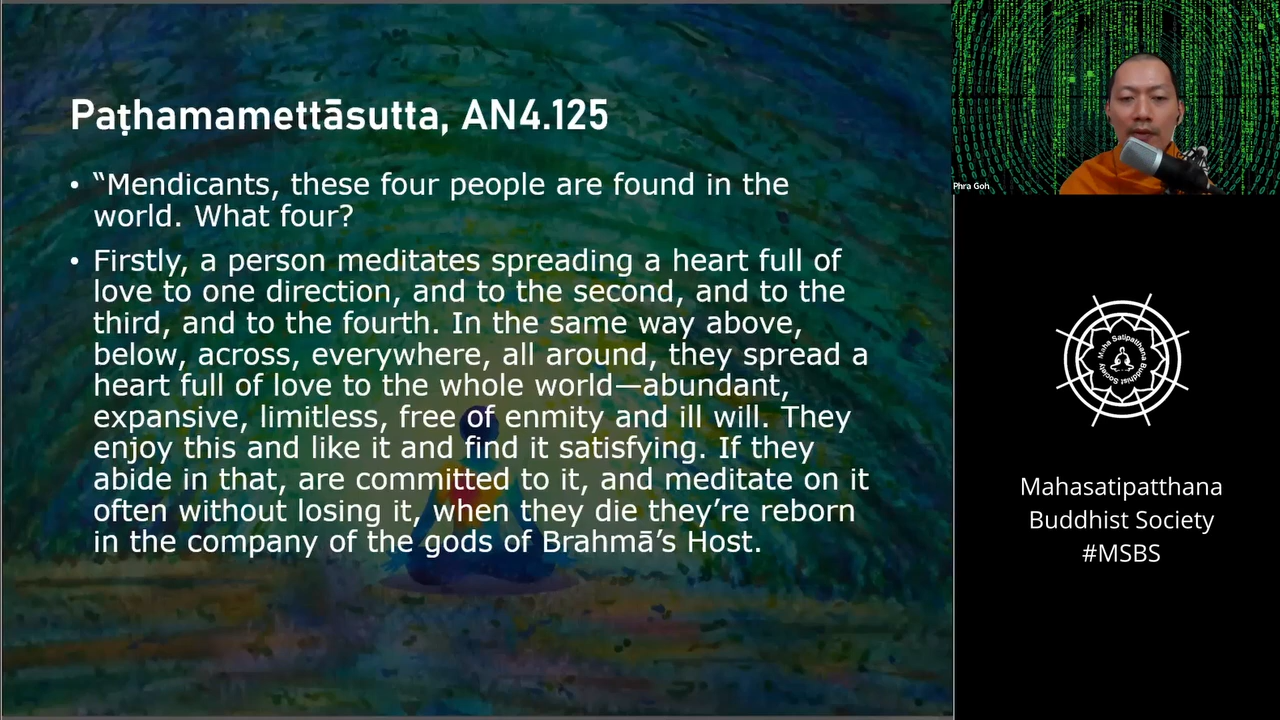 Paṭhamamettāsutta, AN4.125
• “Mendicants, these four people are found in the
world. What four?
• Firstly, a person meditates spreading a heart full of
love to one direction, and to the second, and to the
third, and to the fourth. In the same way above,
below, across, everywhere, all around, they spread a
heart full of love to the whole world—abundant,
expansive, limitless, free of enmity and ill will. They
enjoy this and like it and find it satisfying. If they
abide in that, are committed to it, and meditate on it
often without losing it, when they die they’re reborn
in the company of the gods of Brahmā’s Host.
Phra Goh
Maha Satipatthana
Buddhist Society
Mahasatipatthana
Buddhist Society
#MSBS